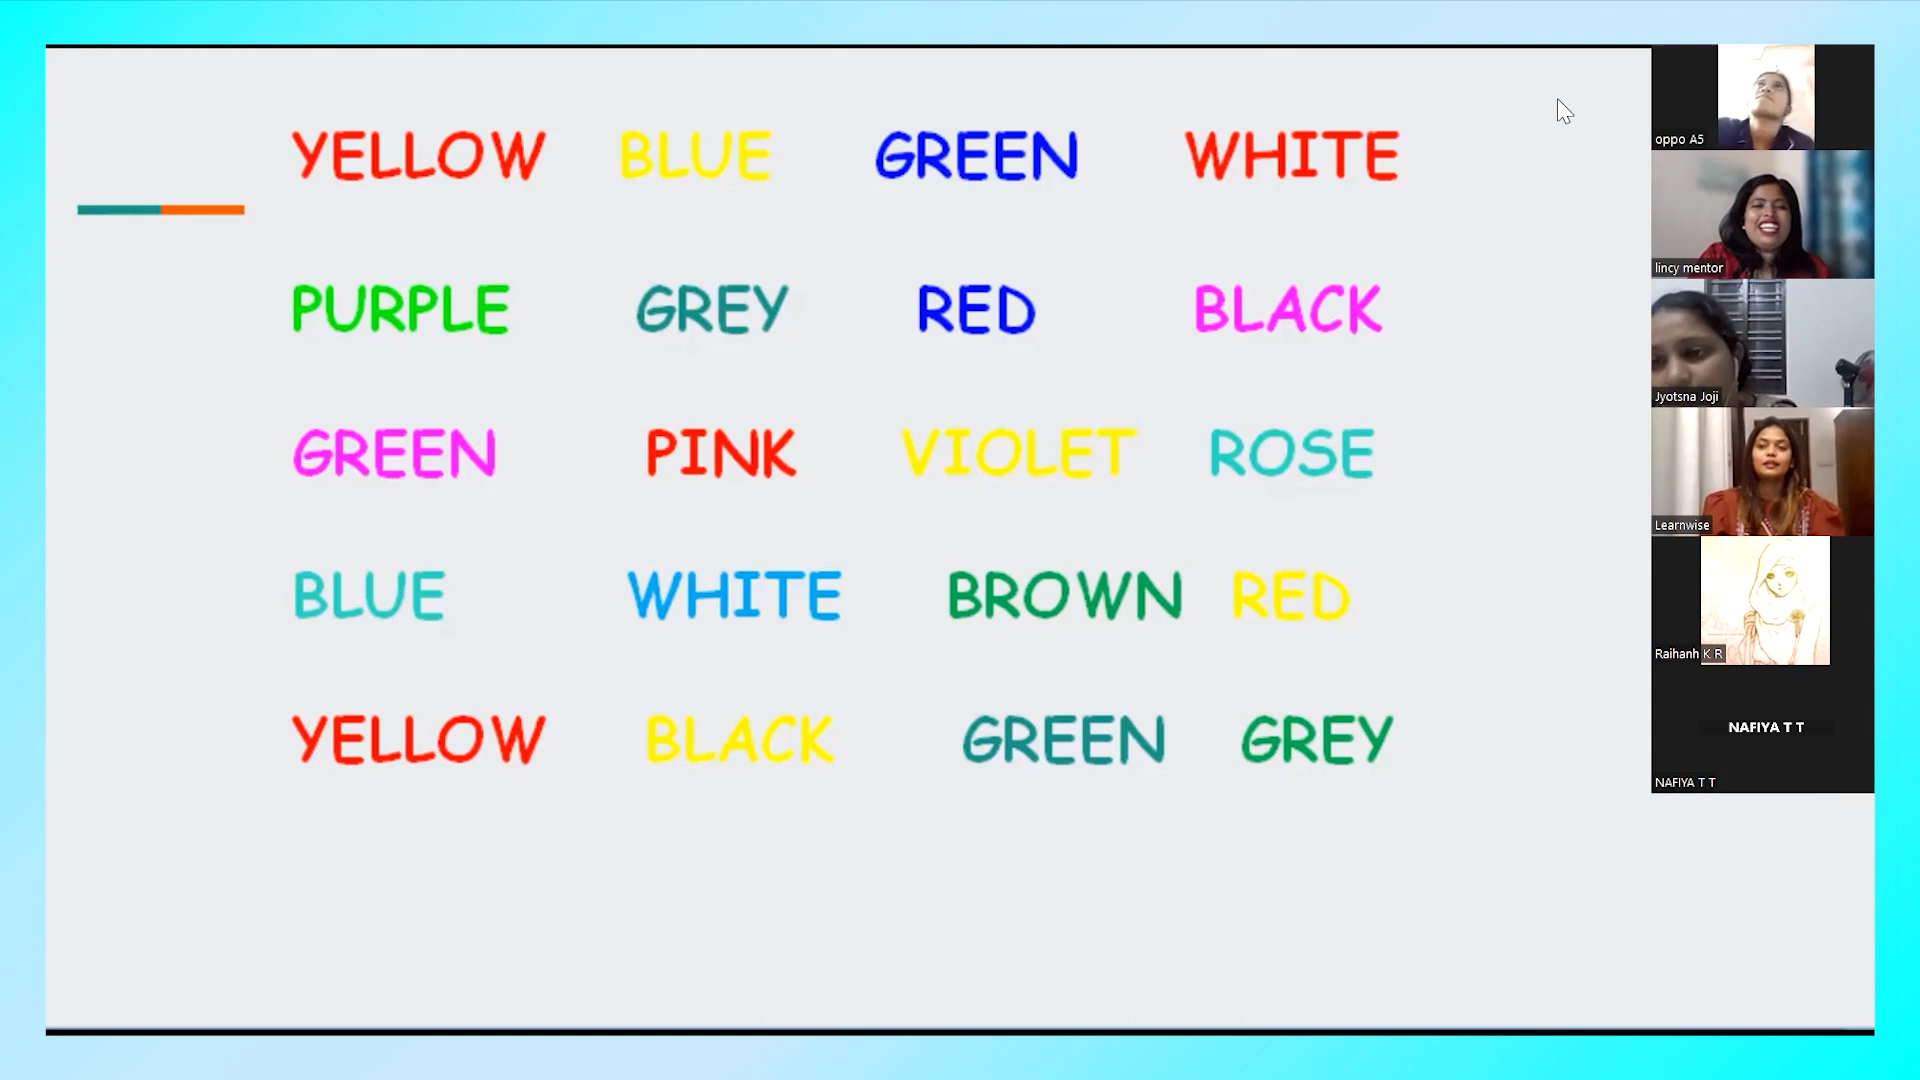 YELLOW BLUE GREEN WHITE
PURPLE GREY RED BLACK
GREEN PINK VIOLET ROSE
BLUE WHITE BROWN RED
YELLOW BLACK GREEN GREY
oppo A5
lincy mentor
Jyotsna Joji
Learnwise
Raihanh K R
NAFIYA T T
NAFIYA T T